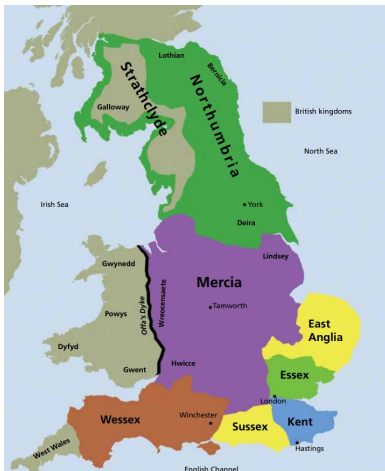 Lothian
Bernicia
Strathclyde
Northumbria
Galloway
British kingdoms
North Sea
Irish Sea
York
Deira
Lindsey
Gwynedd
Offa's Dyke
Wreocensaete
Mercia
Tamworth
Powys
East
Anglia
Dyfyd
Gwent
Hwicce
Essex
London
Wessex
Winchester
Sussex
Kent
West Wales
Hastings
English Channel